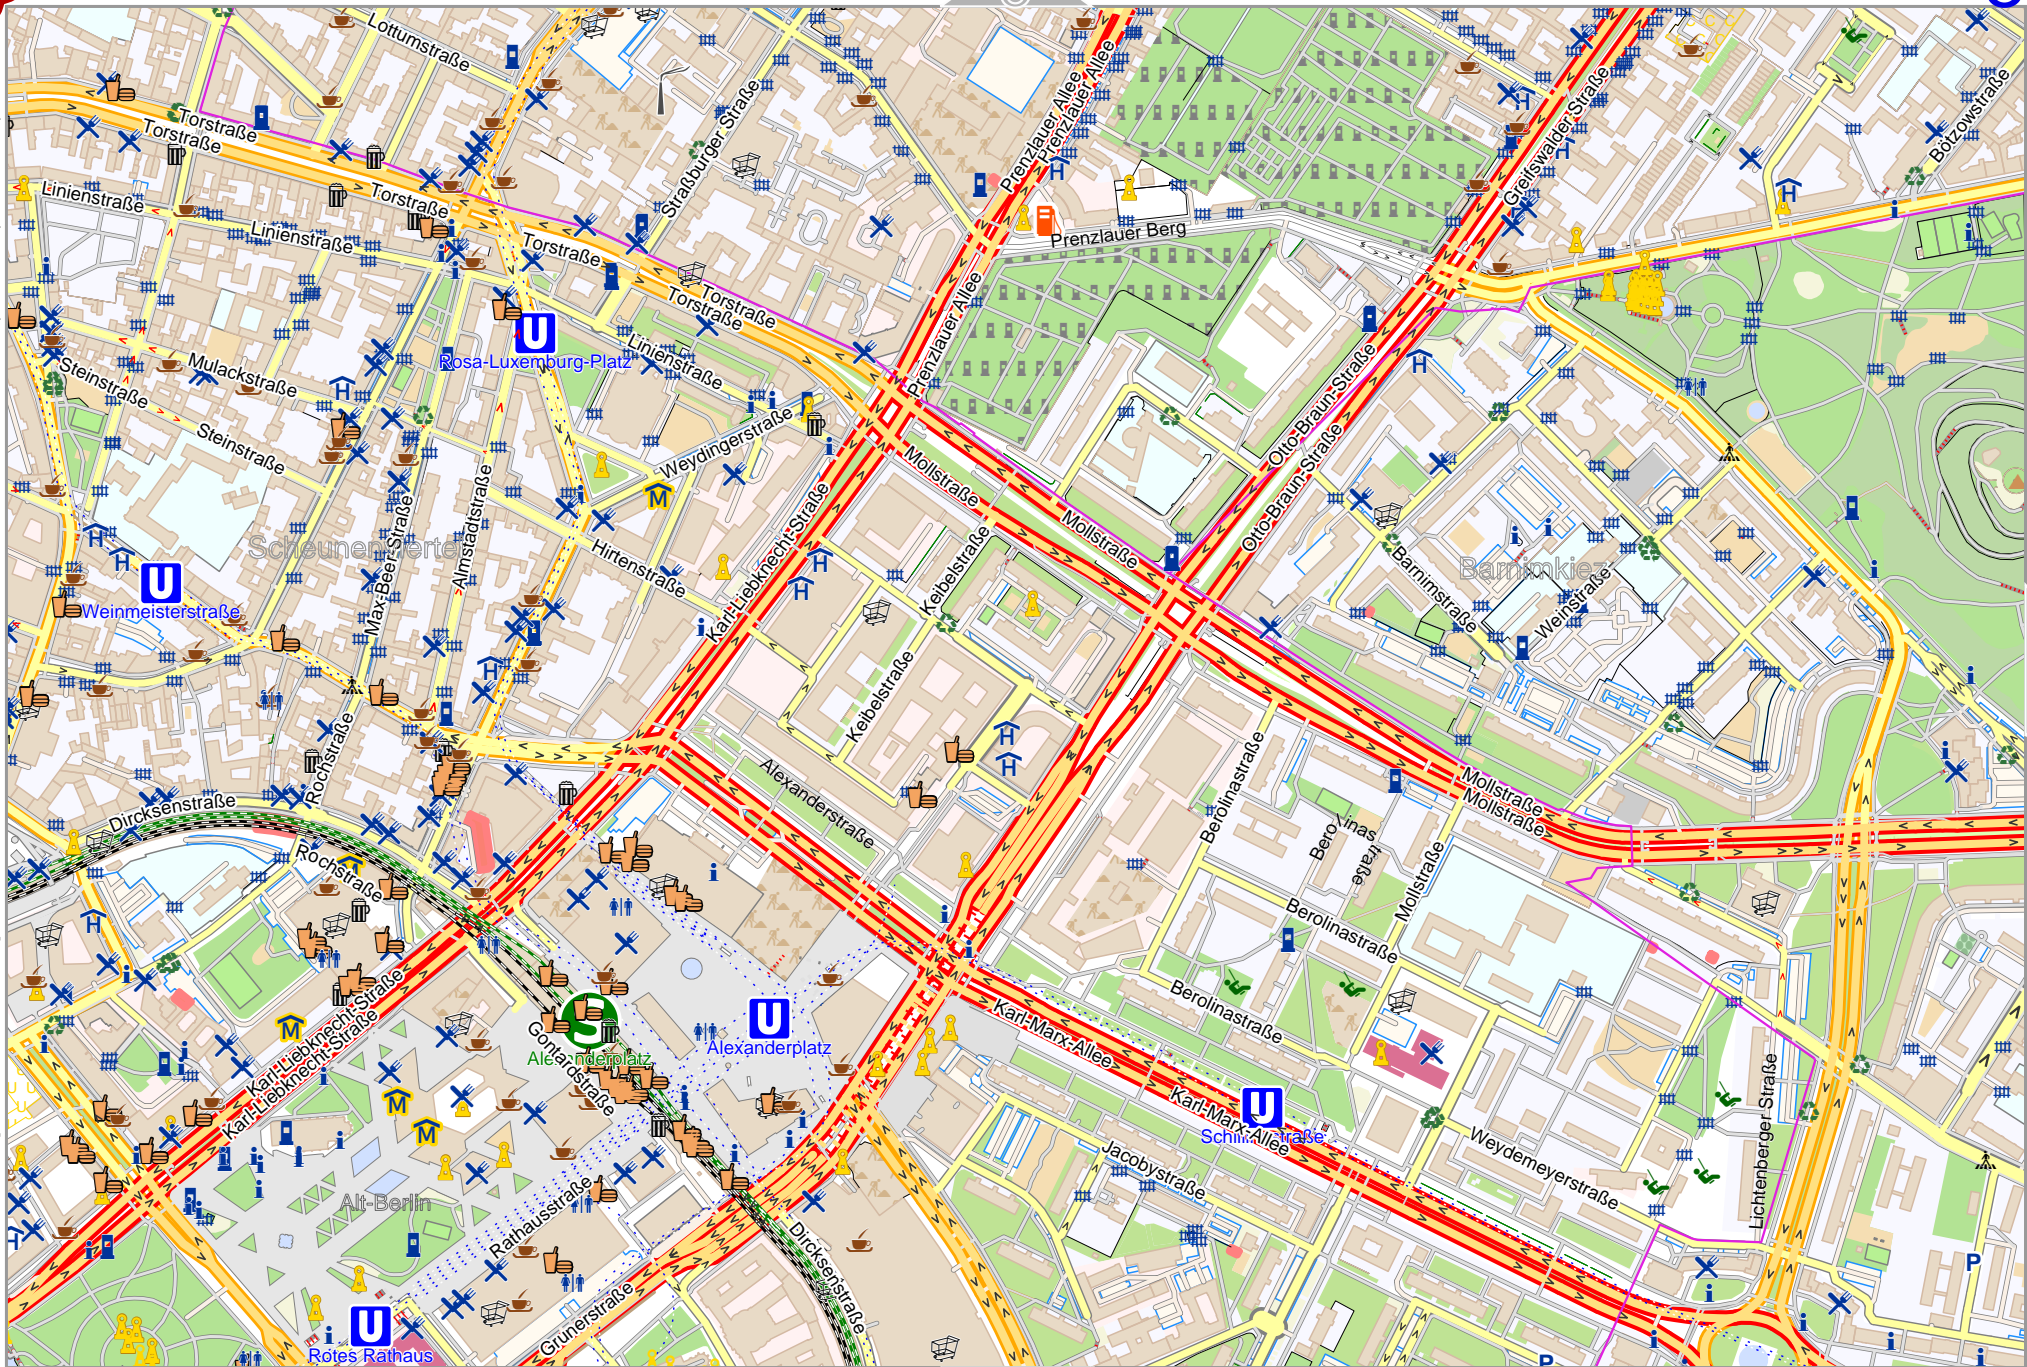 Lottumstraße
Torstraße
Torstraße
Straßburger Straße
Prenzlauer Allee
Prenzlauer Allee
Greifswalder Straße
Bötzowstraße
Linienstraße
Torstraße
Linienstraße
Torstraße
Prenzlauer Berg
Torstraße
Torstraße
Prenzlauer Allee
U
Rosa-Luxemburg-Platz
Linienstraße
Mulackstraße
Steinstraße
Steinstraße
Weydingerstraße
Otto-Braun-Straße
Otto-Braun-Straße
Mollstraße
Mollstraße
M
Max-Beer-Straße
Almstadtstraße
Hirtenstraße
Karl-Liebknecht-Straße
Keibelstraße
Keibelstraße
Barnimkiez
Barnimstraße
Weinstraße
U
Weinmeisterstraße
Rochstraße
Dircksenstraße
Rochstraße
Alexanderstraße
Berolinastraße
Mollstraße
Mollstraße
Mollstraße
Berolinastraße
Berolinastraße
Karl-Liebknecht-Straße
Karl-Liebknecht-Straße
Gontardstraße
U
Alexanderplatz
Karl-Marx-Allee
Karl-Marx-Allee
U
M
M
M
Jacobystraße
Weydemeyerstraße
Lichtenberger Straße
Alt-Berlin
Rathausstraße
Dircksenstraße
Grunerstraße
U
Rotes Rathaus
P
P